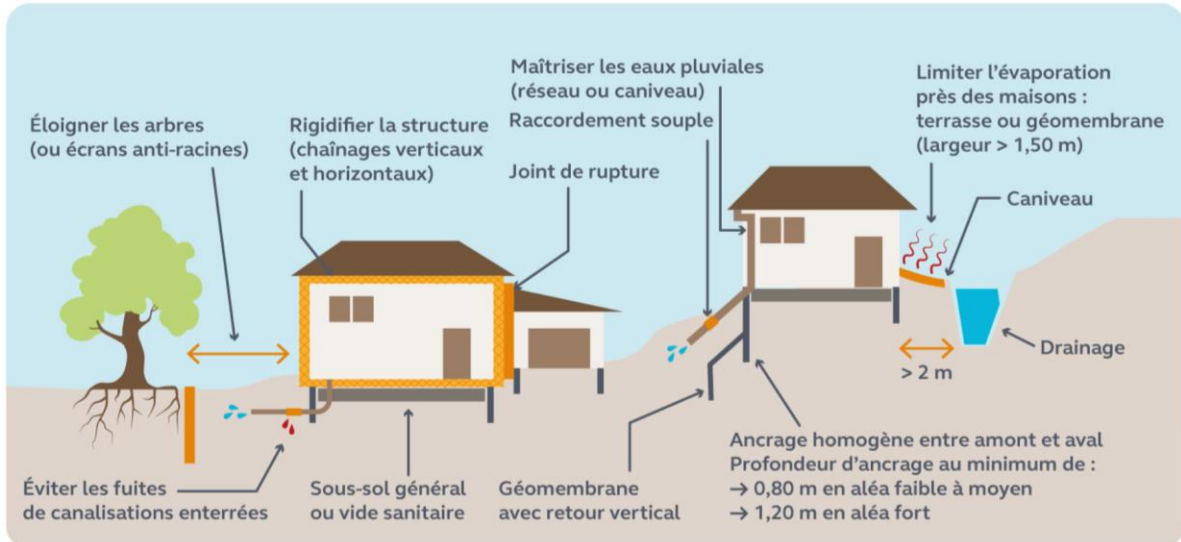 Éloigner les arbres
(ou écrans anti-racines)
Rigidifier la structure
(chaînages verticaux
et horizontaux)
Maîtriser les eaux pluviales
(réseau ou caniveau)
Raccordement souple
Joint de rupture
Limiter l’évaporation
près des maisons :
terrasse ou géomembrane
(largeur > 1,50 m)
Caniveau
Drainage
> 2 m
Éviter les fuites
de canalisations enterrées
Sous-sol général
ou vide sanitaire
Géomembrane
avec retour vertical
Ancrage homogène entre amont et aval
Profondeur d’ancrage au minimum de :
→ 0,80 m en aléa faible à moyen
→ 1,20 m en aléa fort